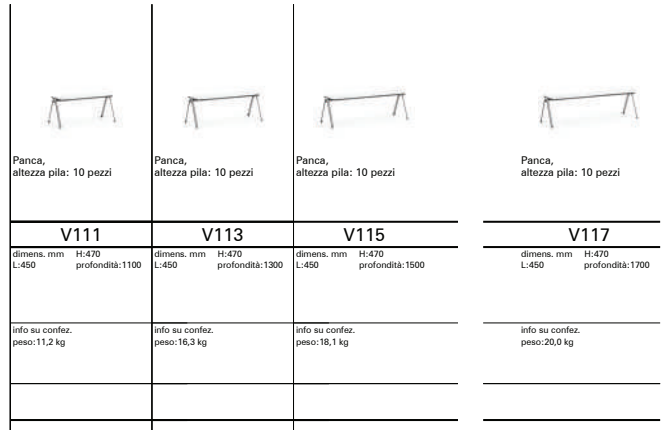 Panca,
altezza pila: 10 pezzi
V111
dimens. mm H:470
L:450 profondità:1100
info su confez.
peso:11,2 kg
Panca,
altezza pila: 10 pezzi
V113
dimens. mm H:470
L:450 profondità:1300
info su confez.
peso:16,3 kg
Panca,
altezza pila: 10 pezzi
V115
dimens. mm H:470
L:450 profondità:1500
info su confez.
peso:18,1 kg
Panca,
altezza pila: 10 pezzi
V117
dimens. mm H:470
L:450 profondità:1700
info su confez.
peso:20,0 kg